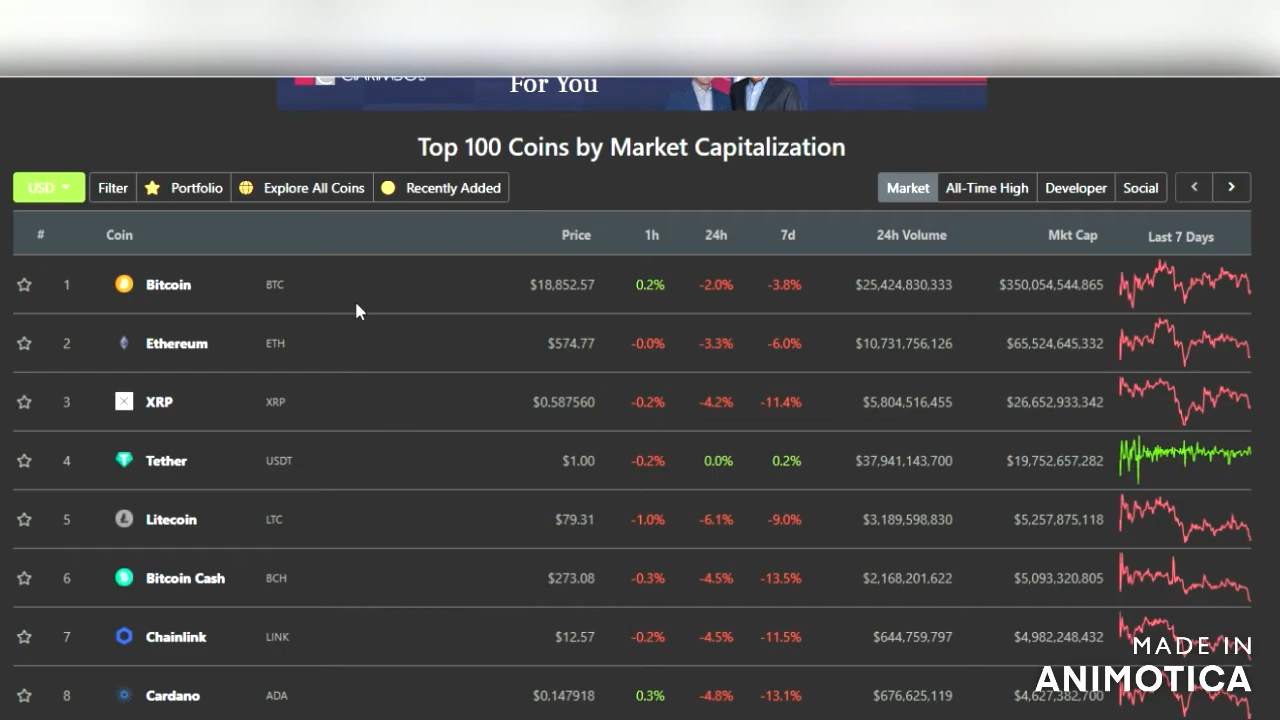 For You
Top 100 Coins by Market Capitalization
USD Filter Portfolio Explore All Coins Recently Added Market All-Time High Developer Social
# Coin Price 1h 24h 7d 24h Volume Mkt Cap Last 7 Days
1 Bitcoin BTC $18,852.57 0.2% -2.0% -3.8% $25,424,830,333 $350,054,544,865
2 Ethereum ETH $574.77 -0.0% -3.3% -6.0% $10,731,756,126 $65,524,645,332
3 XRP XRP $0.587560 -0.2% -4.2% -11.4% $5,804,516,455 $26,652,933,342
4 Tether USDT $1.00 -0.2% 0.0% 0.2% $37,941,143,700 $19,752,657,282
5 Litecoin LTC $79.31 -1.0% -6.1% -9.0% $3,189,598,830 $5,257,875,118
6 Bitcoin Cash BCH $273.08 -0.3% -4.5% -13.5% $2,168,201,622 $5,093,320,805
7 Chainlink LINK $12.57 -0.2% -4.5% -11.5% $644,759,797 $4,982,248,432
8 Cardano ADA $0.147918 0.3% -4.8% -13.1% $676,625,119 $4,627,382,700
MADE IN
ANIMOTICA